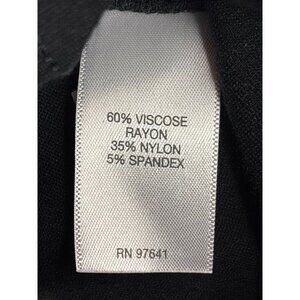 60% VISCOSE
RAYON
35% NYLON
5% SPANDEX
RN 97641